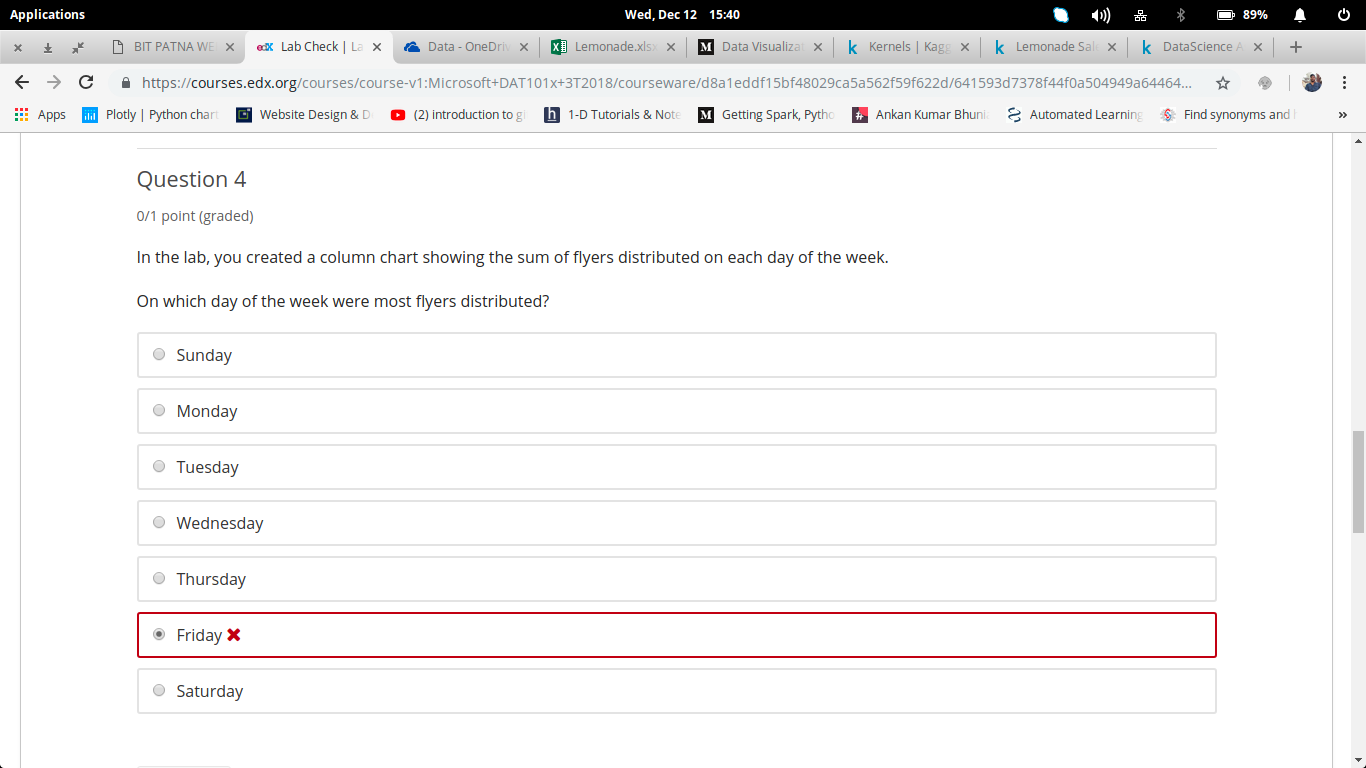 Applications
Wed, Dec 12 15:40
89%
BIT PATNA WE
edX Lab Check | La
Data - OneDriv
Lemonade.xlsx
M Data Visualizat
k Kernels | Kagg
k Lemonade Sal
k DataScience A
https://courses.edx.org/courses/course-v1:Microsoft+DAT101x+3T2018/courseware/d8a1eddf15bf48029ca5a562f59f622d/641593d7378f44f0a504949a64464...
Apps
Plotly | Python chart
Website Design & D
(2) introduction to gi
h 1-D Tutorials & Note
M Getting Spark, Pytho
Ankan Kumar Bhuni
Automated Learning
Find synonyms and
»
Question 4
0/1 point (graded)
In the lab, you created a column chart showing the sum of flyers distributed on each day of the week.
On which day of the week were most flyers distributed?
Sunday
Monday
Tuesday
Wednesday
Thursday
Friday
Saturday